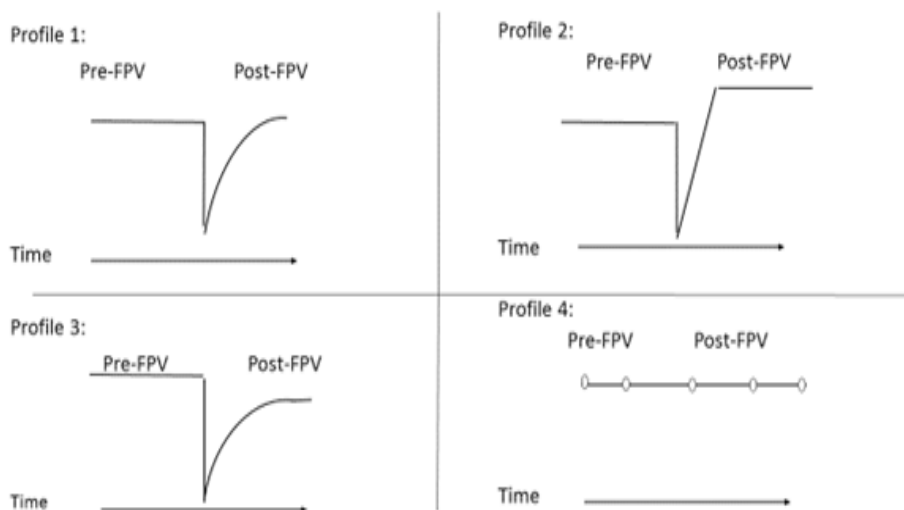 Profile 1:
Pre-FPV Post-FPV
Time
Profile 2:
Pre-FPV Post-FPV
Time
Profile 3:
Pre-FPV Post-FPV
Time
Profile 4:
Pre-FPV Post-FPV
Time